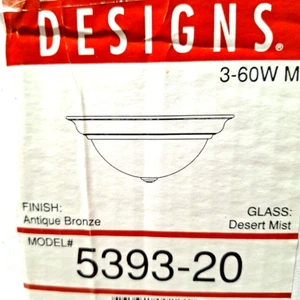 DESIGNS®
3-60W M
FINISH:
Antique Bronze
GLASS:
Desert Mist
MODEL#
5393-20